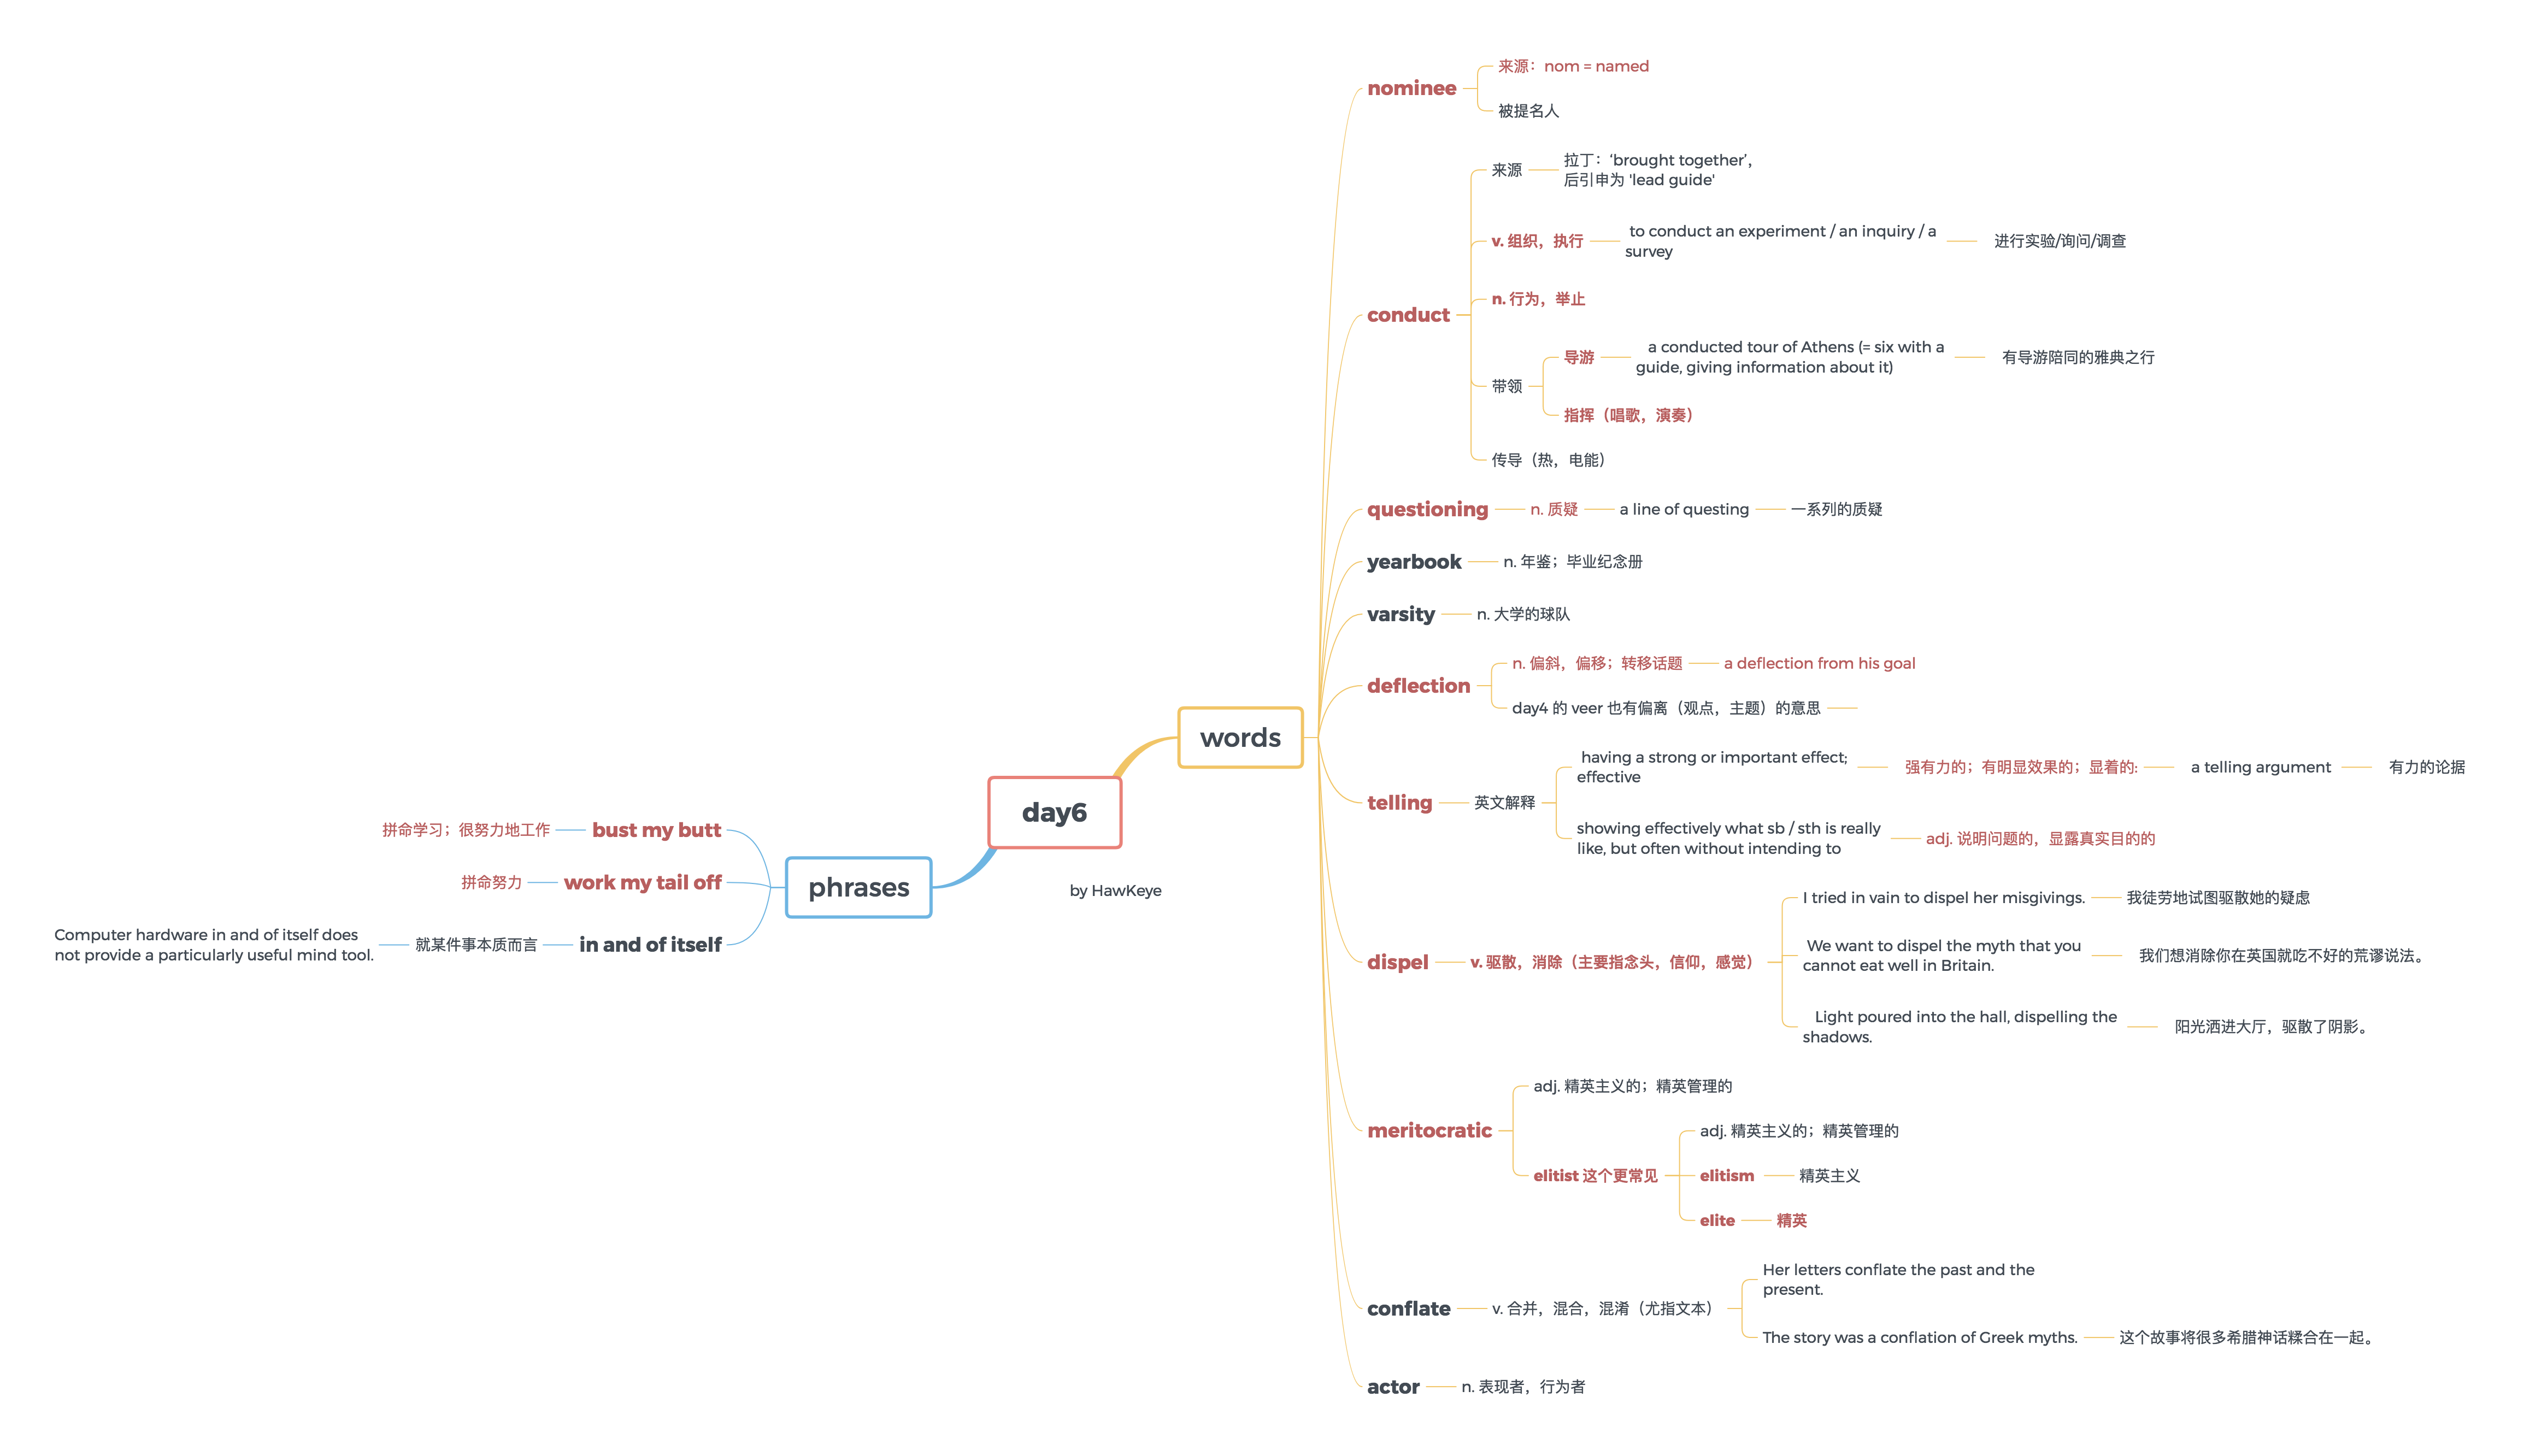 day6
by HawKeye
words
nominee
来源：nom = named
被提名人
conduct
来源
拉丁：‘brought together’，
后引申为 'lead guide'
v. 组织，执行
to conduct an experiment / an inquiry / a
survey
进行实验/询问/调查
n. 行为，举止
带领
导游
a conducted tour of Athens (= six with a
guide, giving information about it)
有导游陪同的雅典之行
指挥（唱歌，演奏）
传导（热，电能）
questioning
n. 质疑
a line of questing
一系列的质疑
yearbook
n. 年鉴；毕业纪念册
varsity
n. 大学的球队
deflection
n. 偏斜，偏移；转移话题
a deflection from his goal
day4 的 veer 也有偏离（观点，主题）的意思
telling
英文解释
having a strong or important effect;
effective
强有力的；有明显效果的；显着的:
a telling argument
有力的论据
showing effectively what sb / sth is really
like, but often without intending to
adj. 说明问题的，显露真实目的的
dispel
v. 驱散，消除（主要指念头，信仰，感觉）
I tried in vain to dispel her misgivings.
我徒劳地试图驱散她的疑虑
We want to dispel the myth that you
cannot eat well in Britain.
我们想消除你在英国就吃不好的荒谬说法。
Light poured into the hall, dispelling the
shadows.
阳光洒进大厅，驱散了阴影。
meritocratic
adj. 精英主义的；精英管理的
elitist 这个更常见
adj. 精英主义的；精英管理的
elitism
精英主义
elite
精英
conflate
v. 合并，混合，混淆（尤指文本）
Her letters conflate the past and the
present.
The story was a conflation of Greek myths.
这个故事将很多希腊神话糅合在一起。
actor
n. 表现者，行为者
phrases
bust my butt
拼命学习；很努力地工作
work my tail off
拼命努力
in and of itself
就某件事本质而言
Computer hardware in and of itself does
not provide a particularly useful mind tool.